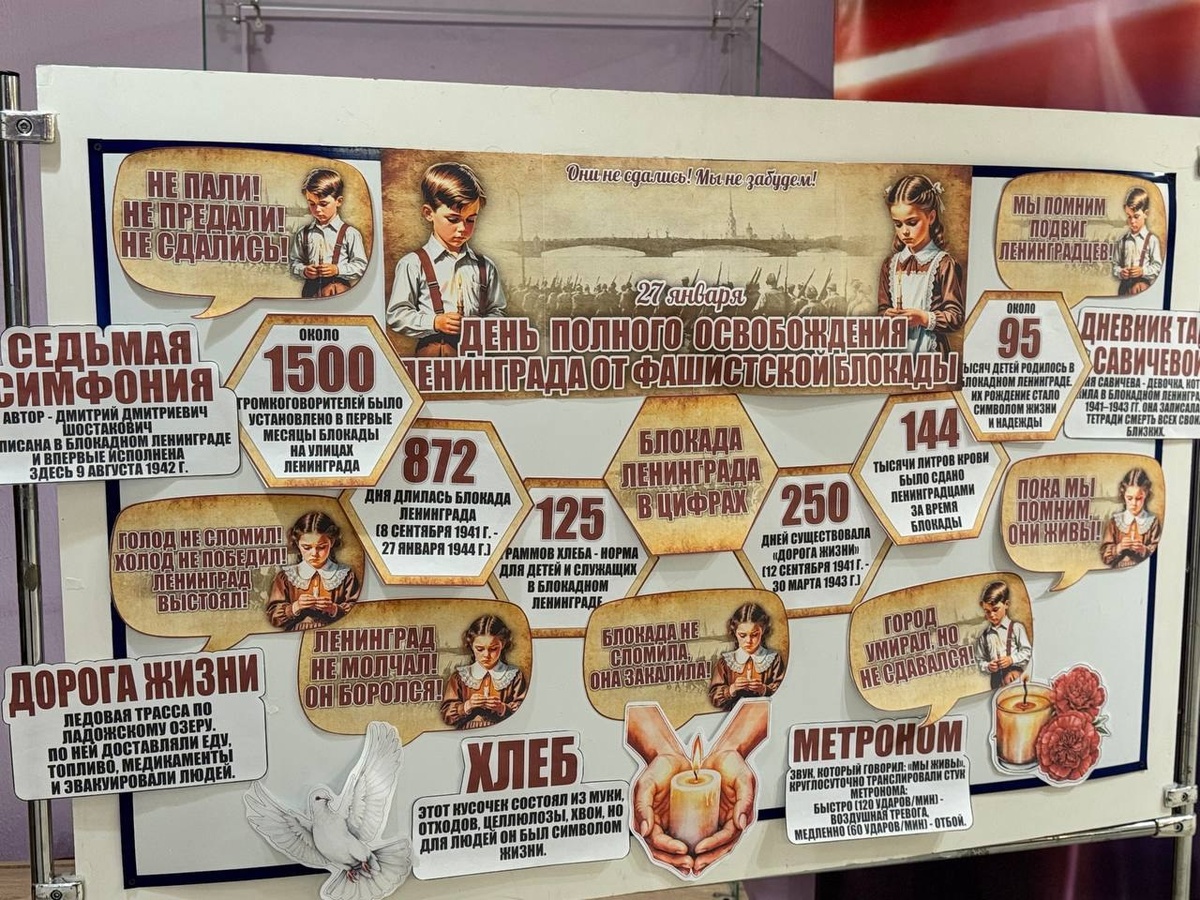 НЕ ПАЛИ!
НЕ ПРЕДАЛИ!
НЕ СДАЛИСЬ!
Они не сдались! Мы не забудем!
27 января
ДЕНЬ ПОЛНОГО ОСВОБОЖДЕНИЯ
ЛЕНИНГРАДА ОТ ФАШИСТСКОЙ БЛОКАДЫ
МЫ ПОМНИМ
ПОДВИГ
ЛЕНИНГРАДЦЕВ!
СЕДЬМАЯ
СИМФОНИЯ
АВТОР - ДМИТРИЙ ДМИТРИЕВИЧ
ШОСТАКОВИЧ
ПИСАНА В БЛОКАДНОМ ЛЕНИНГРАДЕ
И ВПЕРВЫЕ ИСПОЛНЕНА
ЗДЕСЬ 9 АВГУСТА 1942 Г.
ОКОЛО
1500
ГРОМКОГОВОРИТЕЛЕЙ БЫЛО
УСТАНОВЛЕНО В ПЕРВЫЕ
МЕСЯЦЫ БЛОКАДЫ
НА УЛИЦАХ
ЛЕНИНГРАДА
872
ДНЯ ДЛИЛАСЬ БЛОКАДА
ЛЕНИНГРАДА
(8 СЕНТЯБРЯ 1941 Г. -
27 ЯНВАРЯ 1944 Г.)
125
РАММОВ ХЛЕБА - НОРМА
ДЛЯ ДЕТЕЙ И СЛУЖАЩИХ
В БЛОКАДНОМ
ЛЕНИНГРАДЕ
БЛОКАДА
ЛЕНИНГРАДА
В ЦИФРАХ
250
ДНЕЙ СУЩЕСТВОВАЛА
«ДОРОГА ЖИЗНИ»
(12 СЕНТЯБРЯ 1941 Г. -
30 МАРТА 1943 Г.)
144
ТЫСЯЧИ ЛИТРОВ КРОВИ
БЫЛО СДАНО
ЛЕНИНГРАДЦАМИ
ЗА ВРЕМЯ
БЛОКАДЫ
ОКОЛО
95
ТЫСЯЧ ДЕТЕЙ РОДИЛОСЬ В
БЛОКАДНОМ ЛЕНИНГРАДЕ.
ИХ РОЖДЕНИЕ СТАЛО
СИМВОЛОМ ЖИЗНИ
И НАДЕЖДЫ
ДНЕВНИК ТА
САВИЧЕВО
САВИЧЕВА - ДЕВОЧКА, КО
В БЛОКАДНОМ ЛЕНИНГРА
1941-1943 ГГ. ОНА ЗАПИСА
ТЕТРАДИ СМЕРТЬ ВСЕХ СВО
БЛИЗКИХ.
ГОЛОД НЕ СЛОМИЛ!
ХОЛОД НЕ ПОБЕДИЛ!
ЛЕНИНГРАД
ВЫСТОЯЛ!
ЛЕНИНГРАД
НЕ МОЛЧАЛ!
ОН БОРОЛСЯ!
БЛОКАДА НЕ
СЛОМИЛА,
ОНА ЗАКАЛИЛА!
ГОРОД
УМИРАЛ, НО
НЕ СДАВАЛСЯ!
ПОКА МЫ
ПОМНИМ,
ОНИ ЖИВЫ!
ДОРОГА ЖИЗНИ
ЛЕДОВАЯ ТРАССА ПО
ЛАДОЖСКОМУ ОЗЕРУ.
ПО НЕЙ ДОСТАВЛЯЛИ ЕДУ,
ТОПЛИВО, МЕДИКАМЕНТЫ
И ЭВАКУИРОВАЛИ ЛЮДЕЙ.
ХЛЕБ
ЭТОТ КУСОЧЕК СОСТОЯЛ ИЗ МУКИ,
ОТХОДОВ, ЦЕЛЛЮЛОЗЫ, ХВОИ, НО
ДЛЯ ЛЮДЕЙ ОН БЫЛ СИМВОЛОМ
ЖИЗНИ.
МЕТРОНОМ
ЗВУК, КОТОРЫЙ ГОВОРИЛ: «МЫ ЖИВЫ».
КРУГЛОСУТОЧНО ТРАНСЛИРОВАЛИ СТУК
МЕТРОНОМА:
БЫСТРО (120 УДАРОВ/МИН) -
ВОЗДУШНАЯ ТРЕВОГА,
МЕДЛЕННО (60 УДАРОВ/МИН) - ОТБОЙ.